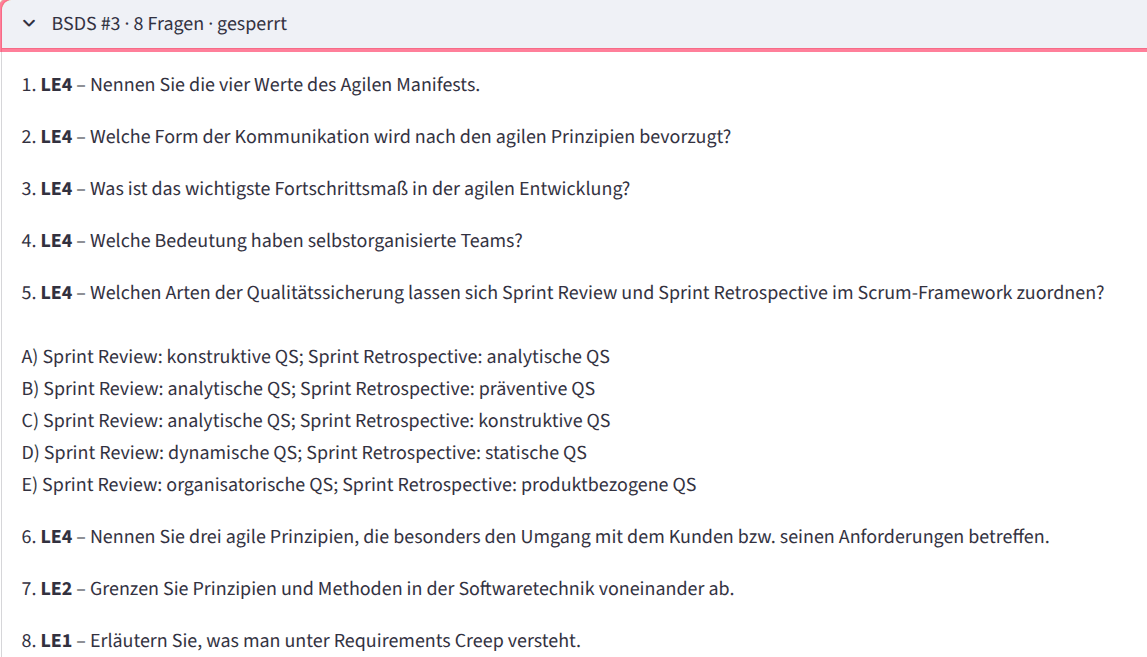 BSDS #3 · 8 Fragen · gesperrt
1. LE4 – Nennen Sie die vier Werte des Agilen Manifests.
2. LE4 – Welche Form der Kommunikation wird nach den agilen Prinzipien bevorzugt?
3. LE4 – Was ist das wichtigste Fortschrittsmaß in der agilen Entwicklung?
4. LE4 – Welche Bedeutung haben selbstorganisierte Teams?
5. LE4 – Welchen Arten der Qualitätssicherung lassen sich Sprint Review und Sprint Retrospective im Scrum-Framework zuordnen?
A) Sprint Review: konstruktive QS; Sprint Retrospective: analytische QS
B) Sprint Review: analytische QS; Sprint Retrospective: präventive QS
C) Sprint Review: analytische QS; Sprint Retrospective: konstruktive QS
D) Sprint Review: dynamische QS; Sprint Retrospective: statische QS
E) Sprint Review: organisatorische QS; Sprint Retrospective: produktbezogene QS
6. LE4 – Nennen Sie drei agile Prinzipien, die besonders den Umgang mit dem Kunden bzw. seinen Anforderungen betreffen.
7. LE2 – Grenzen Sie Prinzipien und Methoden in der Softwaretechnik voneinander ab.
8. LE1 – Erläutern Sie, was man unter Requirements Creep versteht.